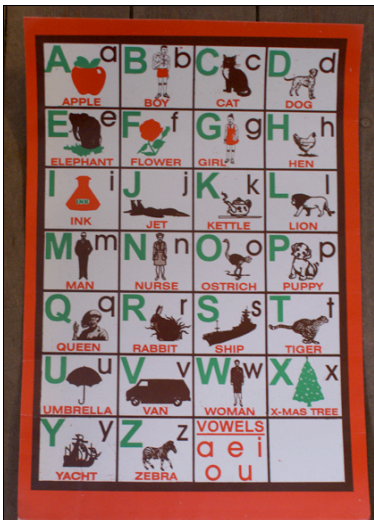 A a B b C c D d
APPLE BOY CAT DOG
E e F f G g H h
ELEPHANT FLOWER GIRL HEN
I i J j K k L l
INK JET KETTLE LION
M m N n O o P p
MAN NURSE OSTRICH PUPPY
Q q R r S s T t
QUEEN RABBIT SHIP TIGER
U u V v W w X x
UMBRELLA VAN WOMAN X-MAS TREE
Y y Z z VOWELS
a e i
o u
YACHT ZEBRA